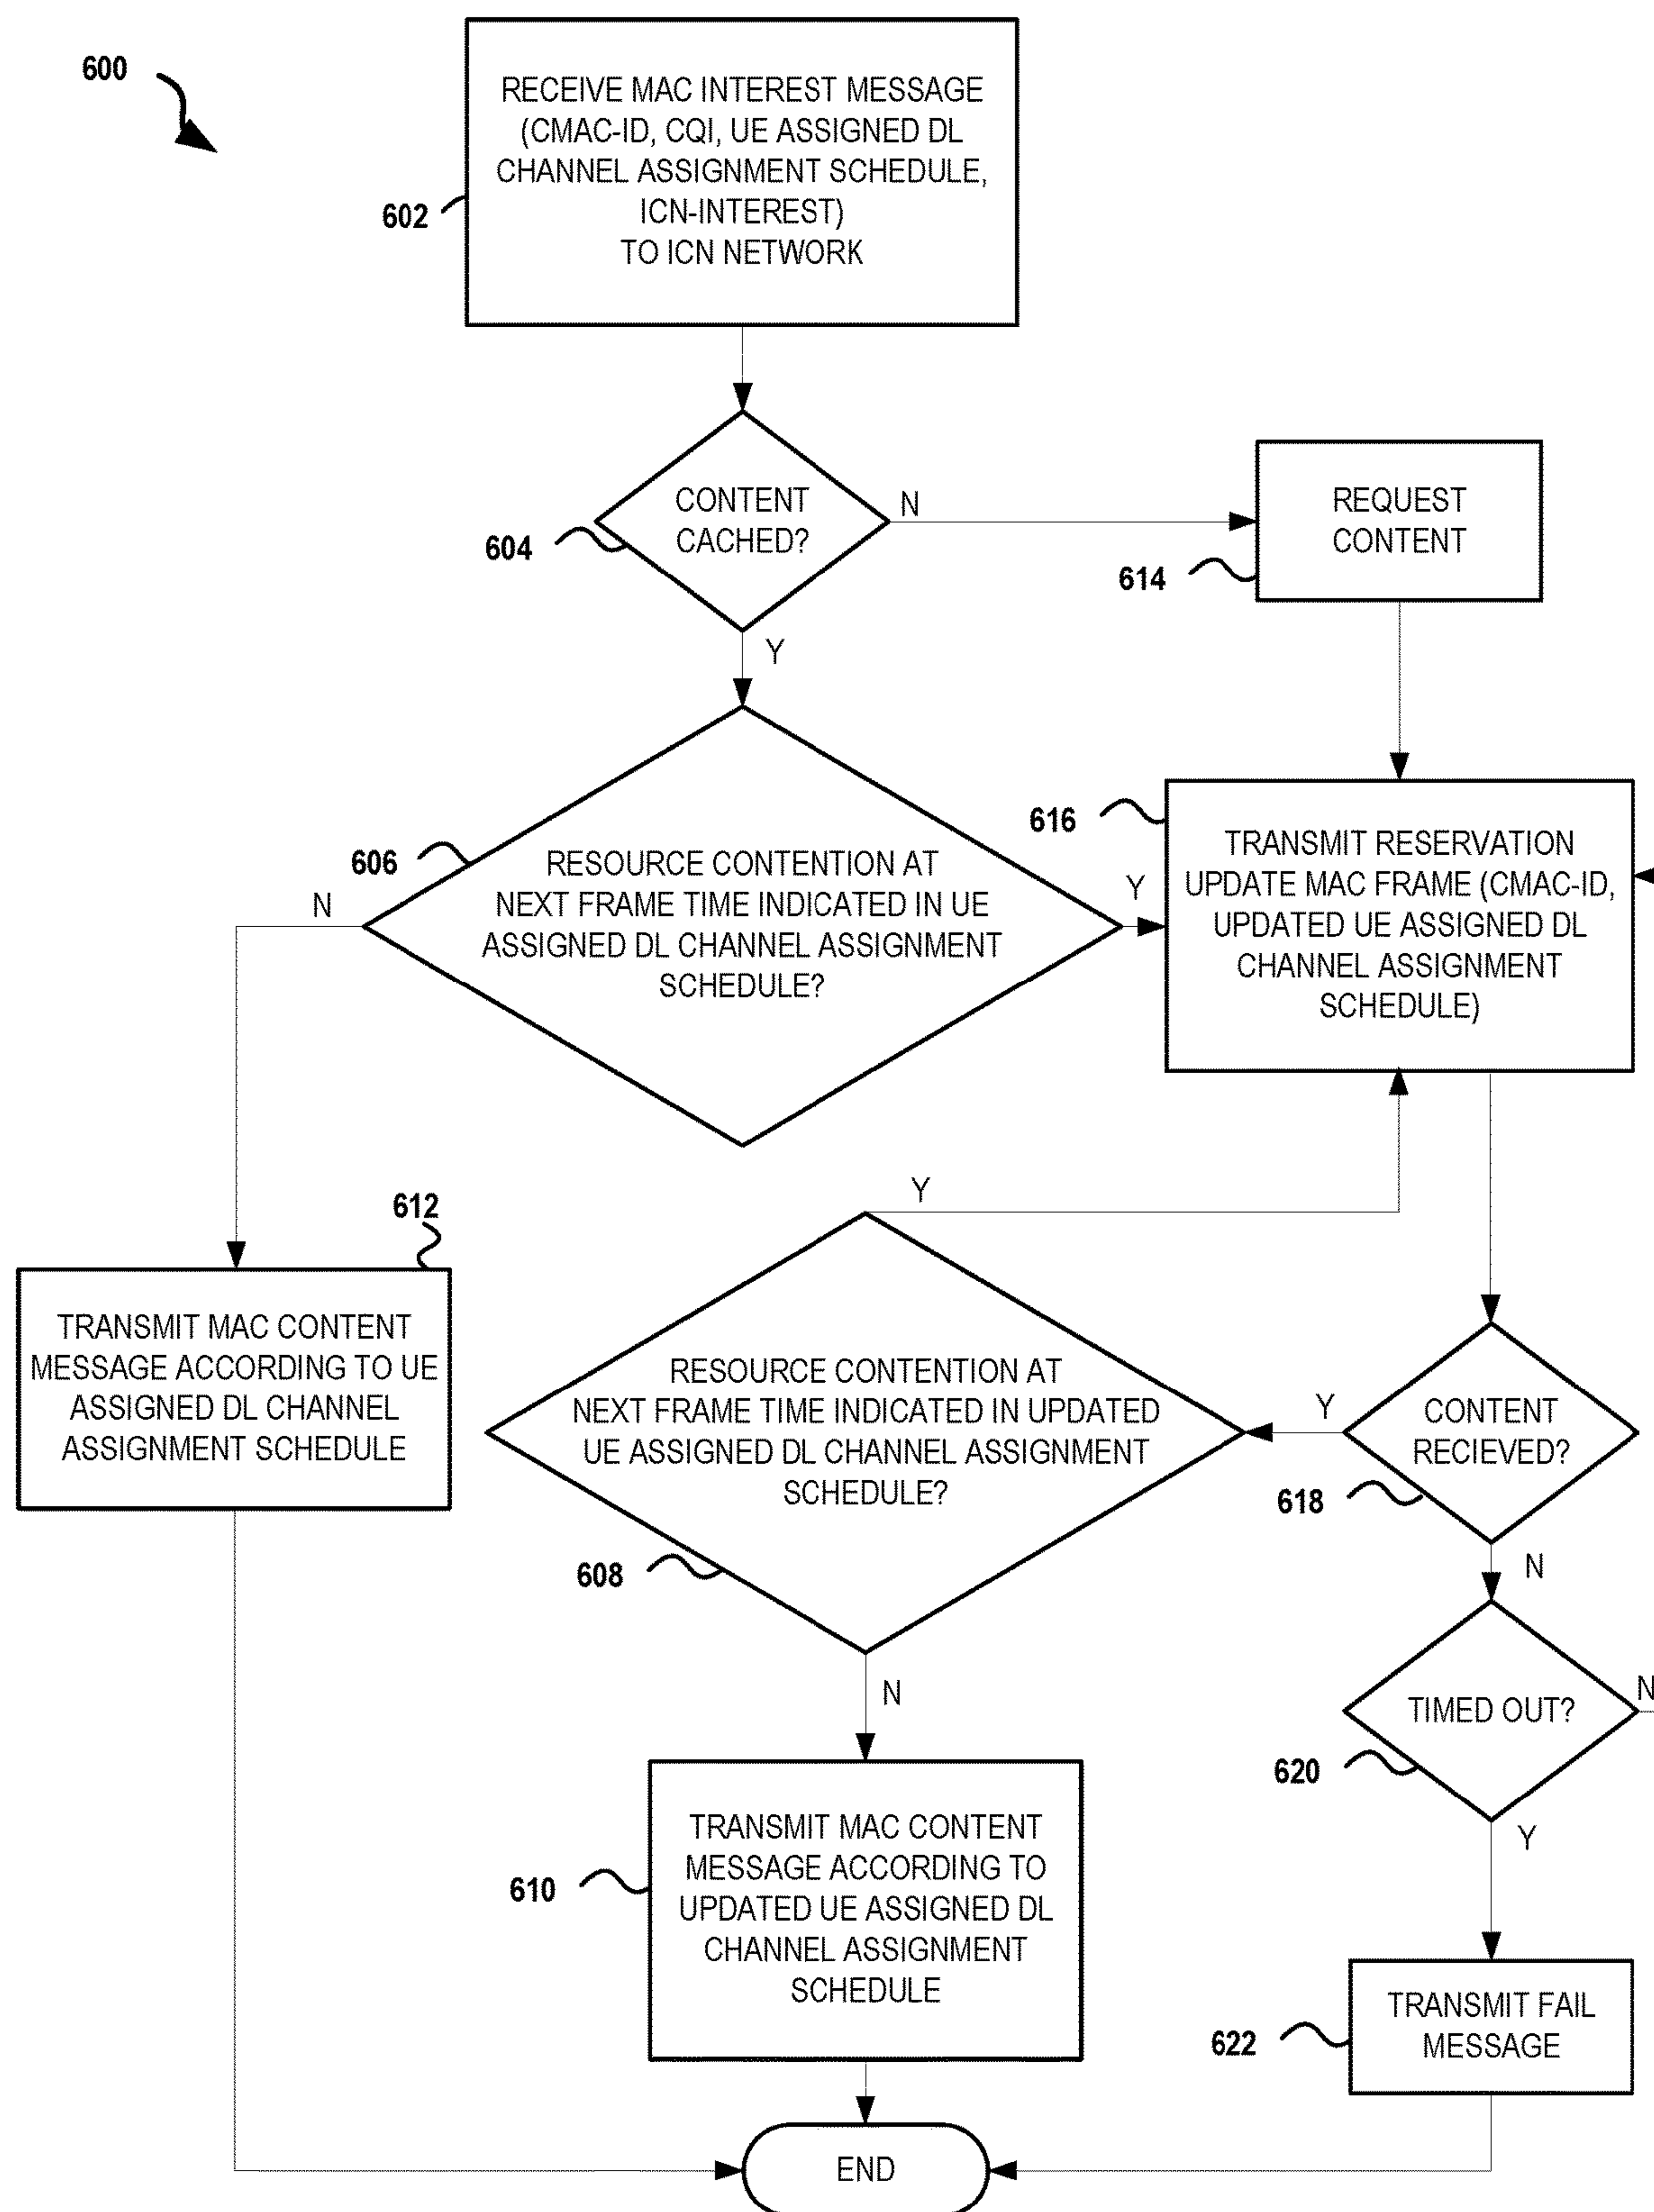 600
RECEIVE MAC INTEREST MESSAGE
(CMAC-ID, CQI, UE ASSIGNED DL
CHANNEL ASSIGNMENT SCHEDULE,
ICN-INTEREST)
TO ICN NETWORK
602
CONTENT
CACHED?
604
N
Y
REQUEST
CONTENT
614
RESOURCE CONTENTION AT
NEXT FRAME TIME INDICATED IN UE
ASSIGNED DL CHANNEL ASSIGNMENT
SCHEDULE?
606
N
Y
616
TRANSMIT RESERVATION
UPDATE MAC FRAME (CMAC-ID,
UPDATED UE ASSIGNED DL
CHANNEL ASSIGNMENT
SCHEDULE)
612
TRANSMIT MAC CONTENT
MESSAGE ACCORDING TO UE
ASSIGNED DL CHANNEL
ASSIGNMENT SCHEDULE
Y
RESOURCE CONTENTION AT
NEXT FRAME TIME INDICATED IN UPDATED
UE ASSIGNED DL CHANNEL ASSIGNMENT
SCHEDULE?
608
N
Y
CONTENT
RECIEVED?
618
N
TIMED OUT?
N
620
Y
TRANSMIT MAC CONTENT
MESSAGE ACCORDING TO
UPDATED UE ASSIGNED DL
CHANNEL ASSIGNMENT
SCHEDULE
610
TRANSMIT FAIL
MESSAGE
622
END